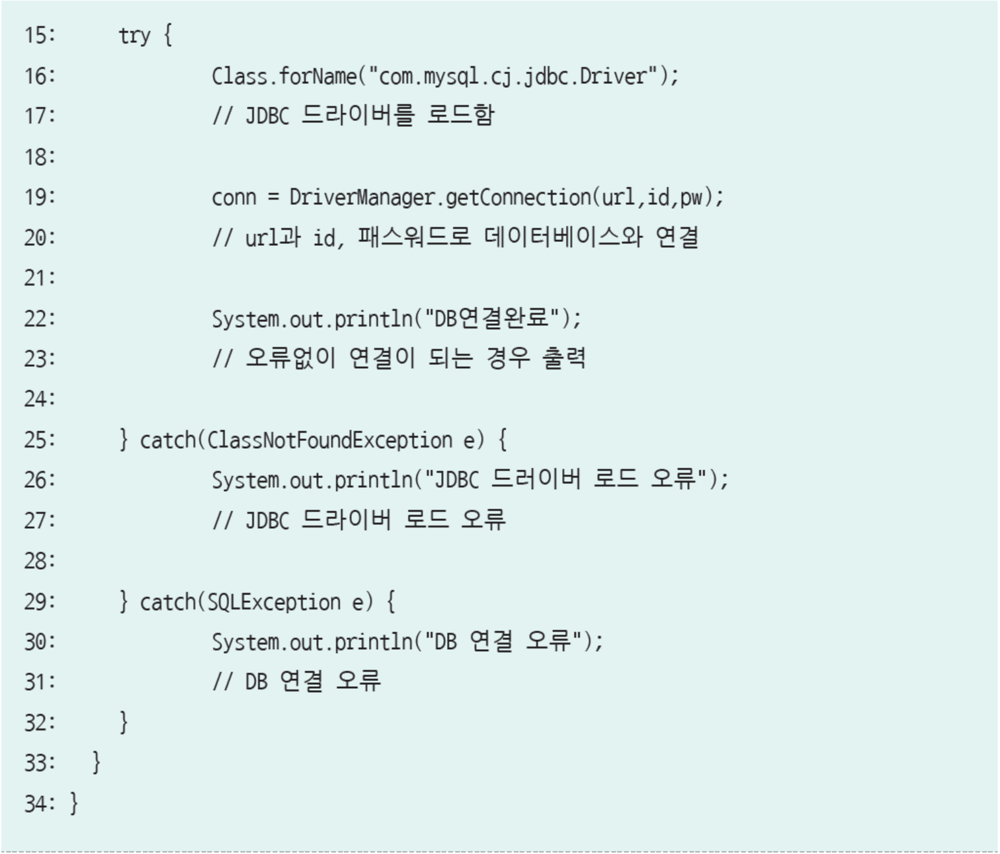 15: try {
16: Class.forName("com.mysql.cj.jdbc.Driver");
17: // JDBC 드라이버를 로드함
18:
19: conn = DriverManager.getConnection(url,id,pw);
20: // url과 id, 패스워드로 데이터베이스와 연결
21:
22: System.out.println("DB연결완료");
23: // 오류없이 연결이 되는 경우 출력
24:
25: } catch(ClassNotFoundException e) {
26: System.out.println("JDBC 드러이버 로드 오류");
27: // JDBC 드라이버 로드 오류
28:
29: } catch(SQLException e) {
30: System.out.println("DB 연결 오류");
31: // DB 연결 오류
32: }
33: }
34: }